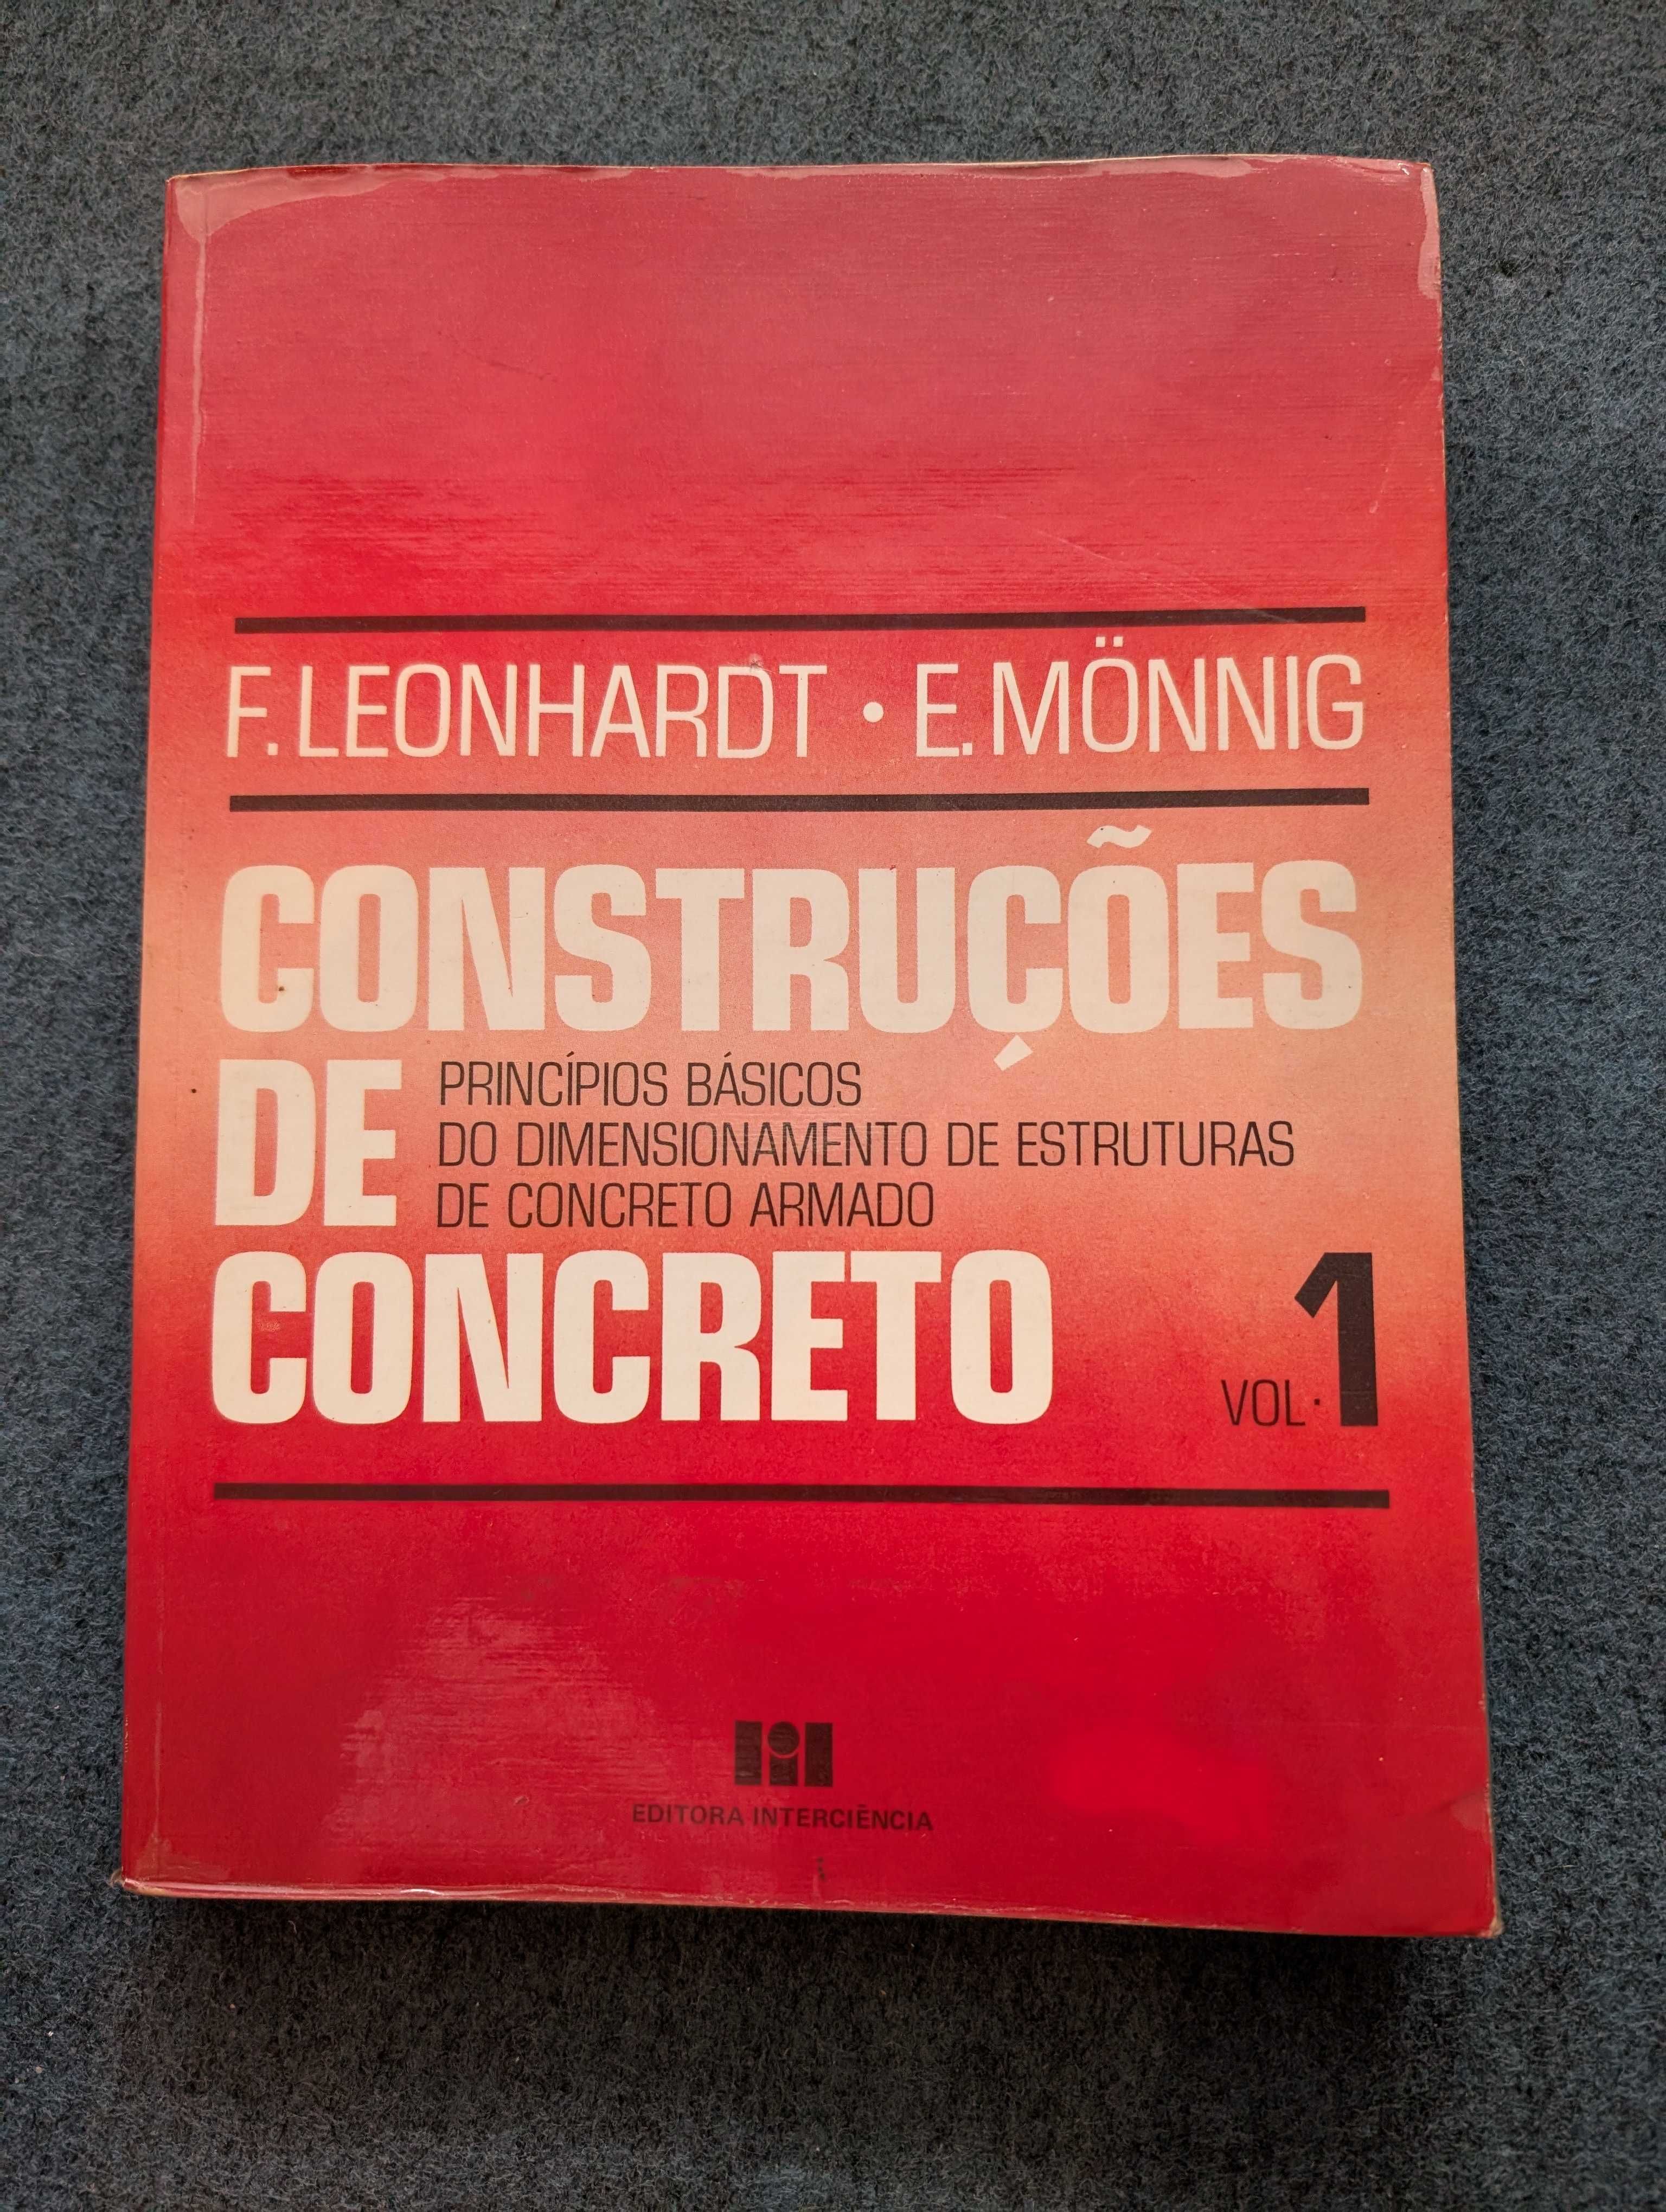 F. LEONHARDT · E. MÖNNIG
CONSTRUÇÕES
DE
PRINCÍPIOS BÁSICOS
DO DIMENSIONAMENTO DE ESTRUTURAS
DE CONCRETO ARMADO
CONCRETO
VOL · 1
EDITORA INTERCIÊNCIA